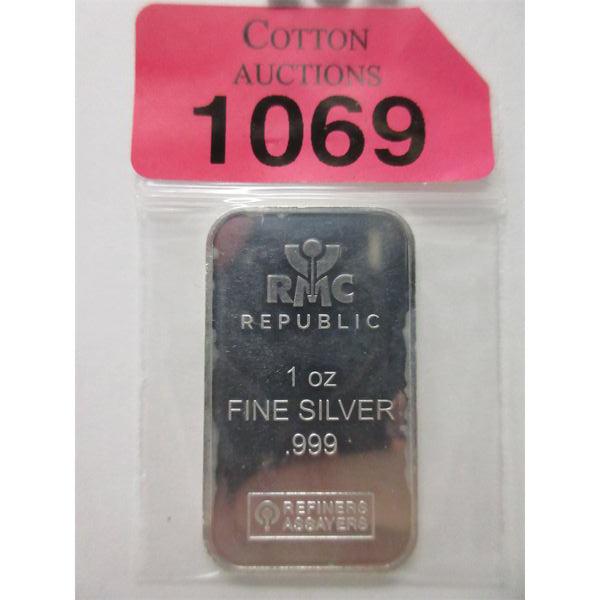 COTTON
AUCTIONS
1069
RMC
REPUBLIC
1 oz
FINE SILVER
.999
REFINERS
ASSAYERS